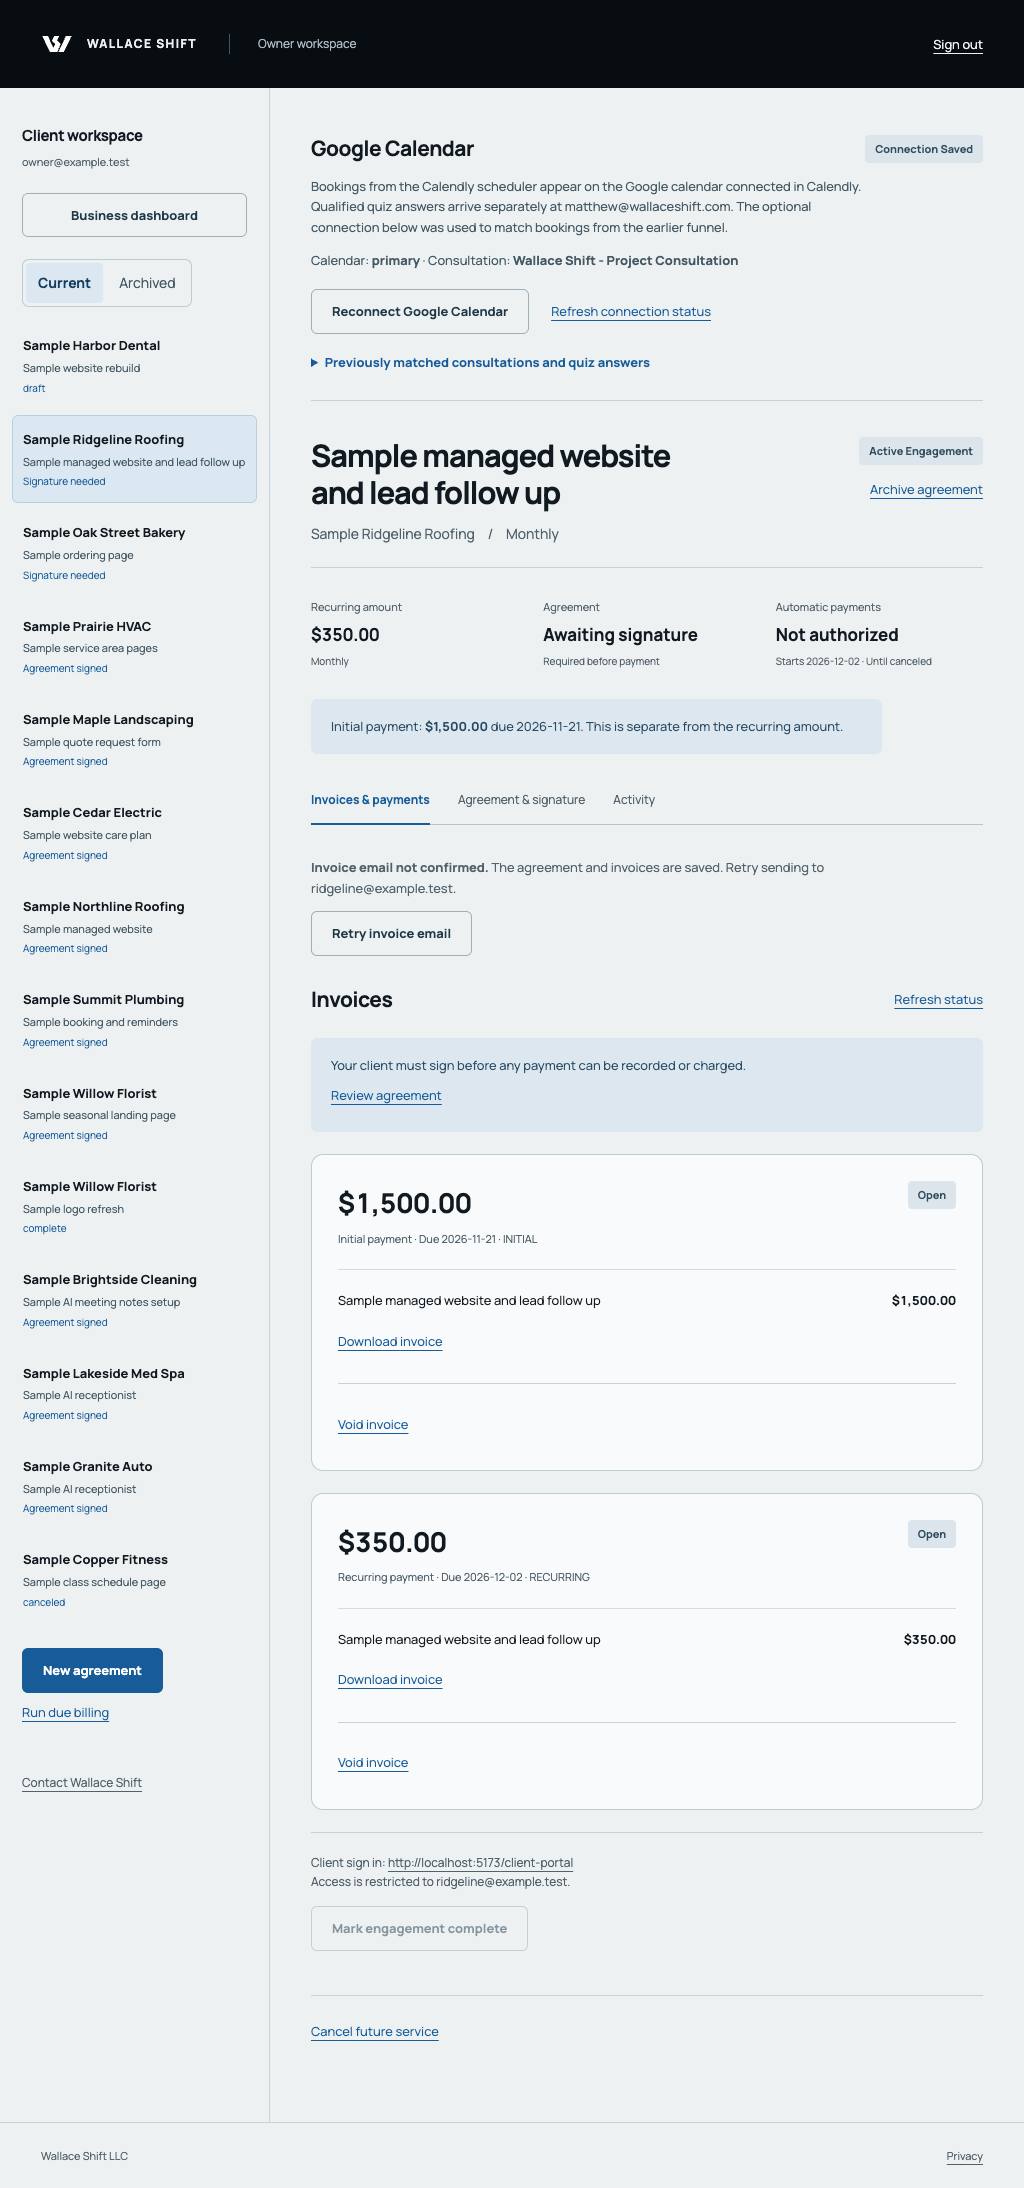 WALLACE SHIFT
Owner workspace
Sign out
Client workspace
owner@example.test
Business dashboard
Current
Archived
Sample Harbor Dental
Sample website rebuild
draft
Sample Ridgeline Roofing
Sample managed website and lead follow up
Signature needed
Sample Oak Street Bakery
Sample ordering page
Signature needed
Sample Prairie HVAC
Sample service area pages
Agreement signed
Sample Maple Landscaping
Sample quote request form
Agreement signed
Sample Cedar Electric
Sample website care plan
Agreement signed
Sample Northline Roofing
Sample managed website
Agreement signed
Sample Summit Plumbing
Sample booking and reminders
Agreement signed
Sample Willow Florist
Sample seasonal landing page
Agreement signed
Sample Willow Florist
Sample logo refresh
complete
Sample Brightside Cleaning
Sample AI meeting notes setup
Agreement signed
Sample Lakeside Med Spa
Sample AI receptionist
Agreement signed
Sample Granite Auto
Sample AI receptionist
Agreement signed
Sample Copper Fitness
Sample class schedule page
canceled
New agreement
Run due billing
Contact Wallace Shift
Google Calendar
Connection Saved
Bookings from the Calendly scheduler appear on the Google calendar connected in Calendly.
Qualified quiz answers arrive separately at matthew@wallaceshift.com. The optional
connection below was used to match bookings from the earlier funnel.
Calendar: primary · Consultation: Wallace Shift - Project Consultation
Reconnect Google Calendar
Refresh connection status
Previously matched consultations and quiz answers
Sample managed website
and lead follow up
Active Engagement
Archive agreement
Sample Ridgeline Roofing / Monthly
Recurring amount
$350.00
Monthly
Agreement
Awaiting signature
Required before payment
Automatic payments
Not authorized
Starts 2026-12-02 · Until canceled
Initial payment: $1,500.00 due 2026-11-21. This is separate from the recurring amount.
Invoices & payments
Agreement & signature
Activity
Invoice email not confirmed. The agreement and invoices are saved. Retry sending to
ridgeline@example.test.
Retry invoice email
Invoices
Refresh status
Your client must sign before any payment can be recorded or charged.
Review agreement
$1,500.00
Open
Initial payment · Due 2026-11-21 · INITIAL
Sample managed website and lead follow up
$1,500.00
Download invoice
Void invoice
$350.00
Open
Recurring payment · Due 2026-12-02 · RECURRING
Sample managed website and lead follow up
$350.00
Download invoice
Void invoice
Client sign in: http://localhost:5173/client-portal
Access is restricted to ridgeline@example.test.
Mark engagement complete
Cancel future service
Wallace Shift LLC
Privacy